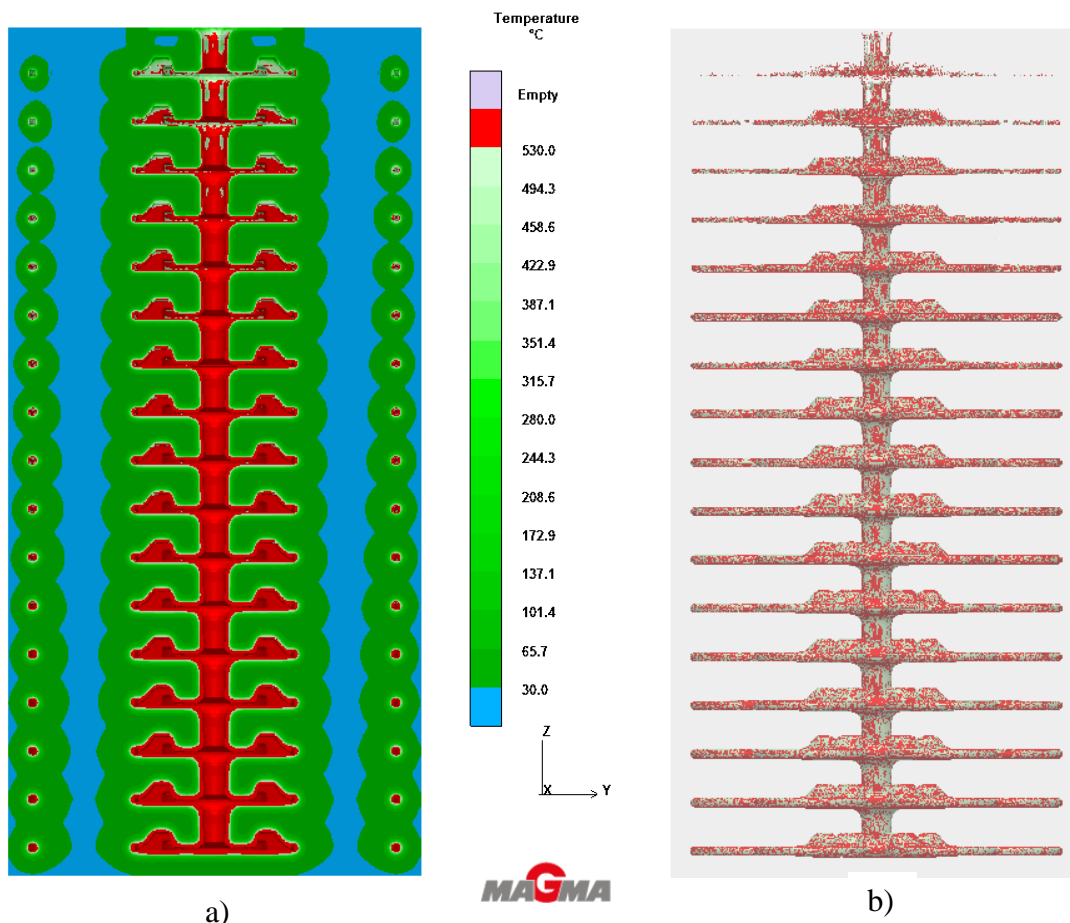 Temperature
°C
Empty
530.0
494.3
458.6
422.9
387.1
351.4
315.7
280.0
244.3
208.6
172.9
137.1
101.4
65.7
30.0
Z
X
Y
MAGMA
a)
b)